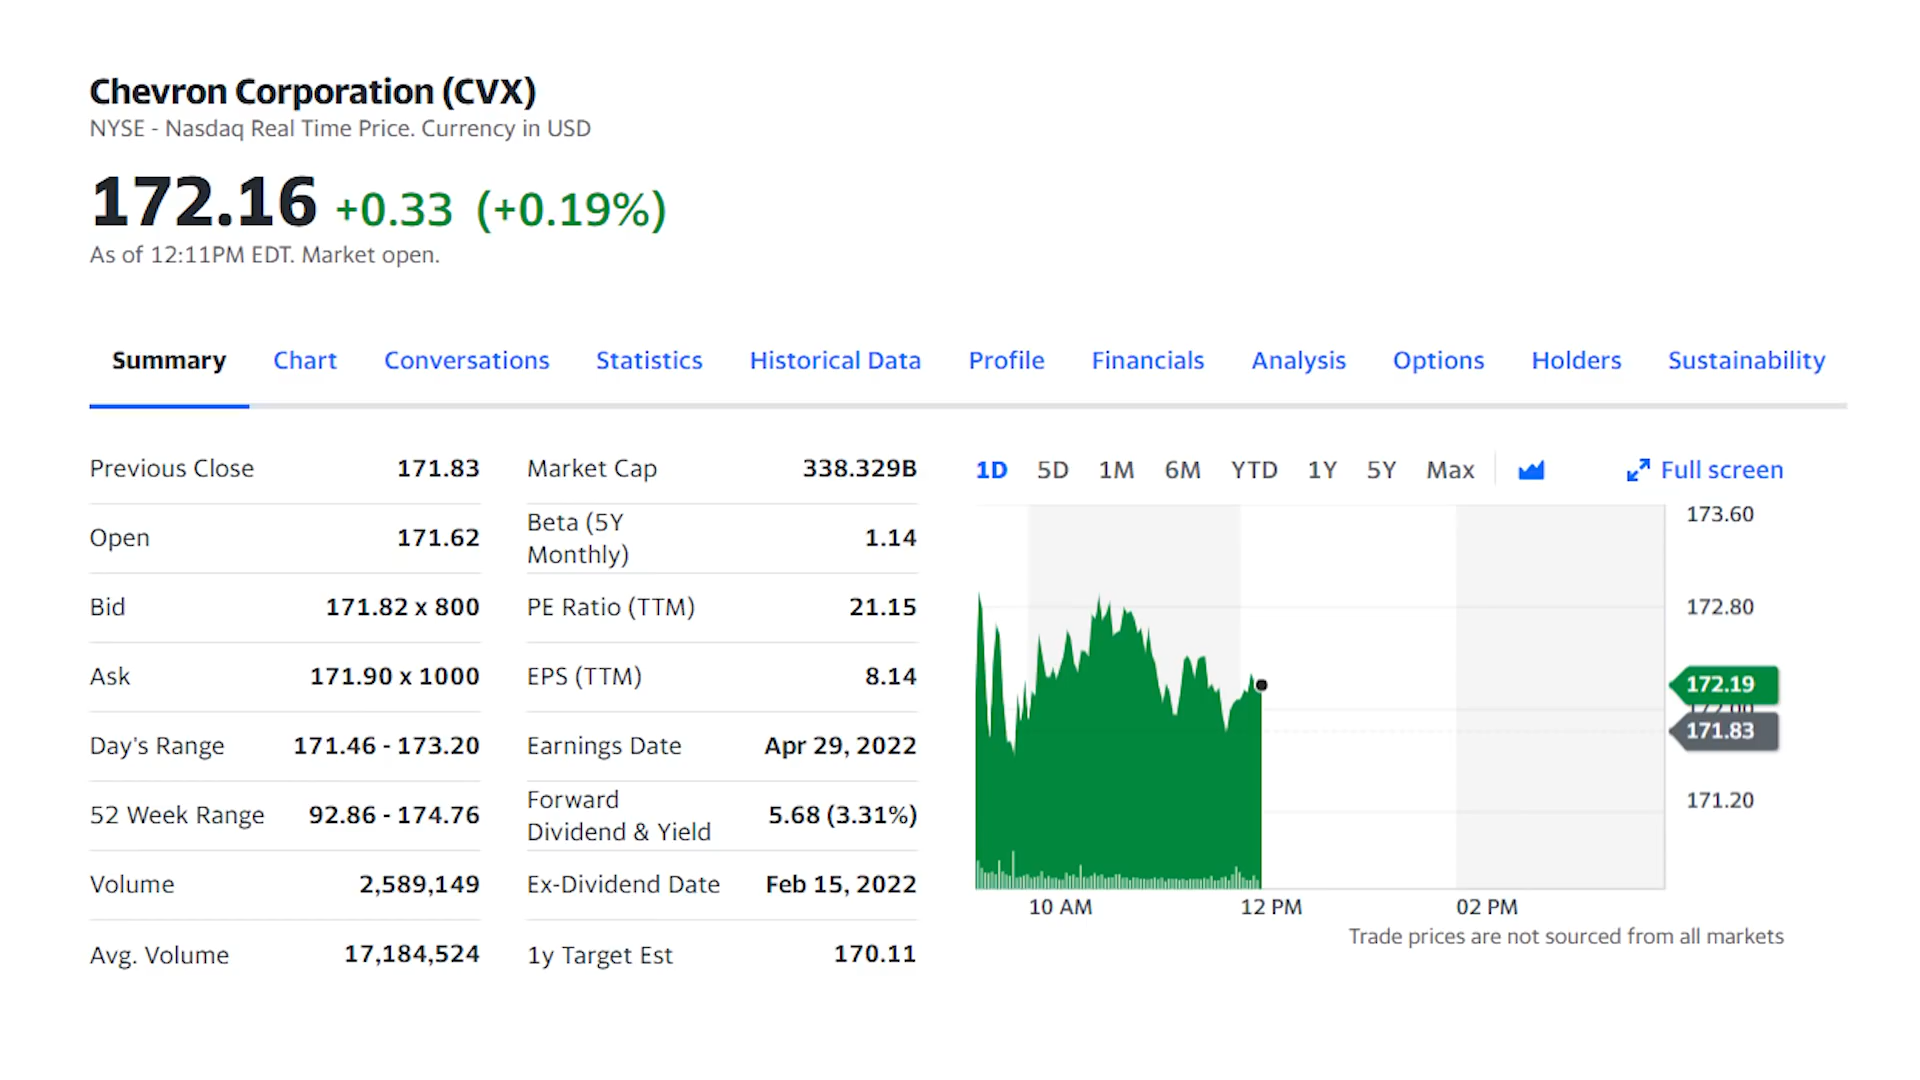 Chevron Corporation (CVX)
NYSE - Nasdaq Real Time Price. Currency in USD
172.16 +0.33 (+0.19%)
As of 12:11PM EDT. Market open.
Summary Chart Conversations Statistics Historical Data Profile Financials Analysis Options Holders Sustainability
Previous Close 171.83
Open 171.62
Bid 171.82 x 800
Ask 171.90 x 1000
Day's Range 171.46 - 173.20
52 Week Range 92.86 - 174.76
Volume 2,589,149
Avg. Volume 17,184,524
Market Cap 338.329B
Beta (5Y
Monthly) 1.14
PE Ratio (TTM) 21.15
EPS (TTM) 8.14
Earnings Date Apr 29, 2022
Forward
Dividend & Yield 5.68 (3.31%)
Ex-Dividend Date Feb 15, 2022
1y Target Est 170.11
1D 5D 1M 6M YTD 1Y 5Y Max Full screen
173.60
172.80
172.19
172.00
171.83
171.20
10 AM 12 PM 02 PM
Trade prices are not sourced from all markets